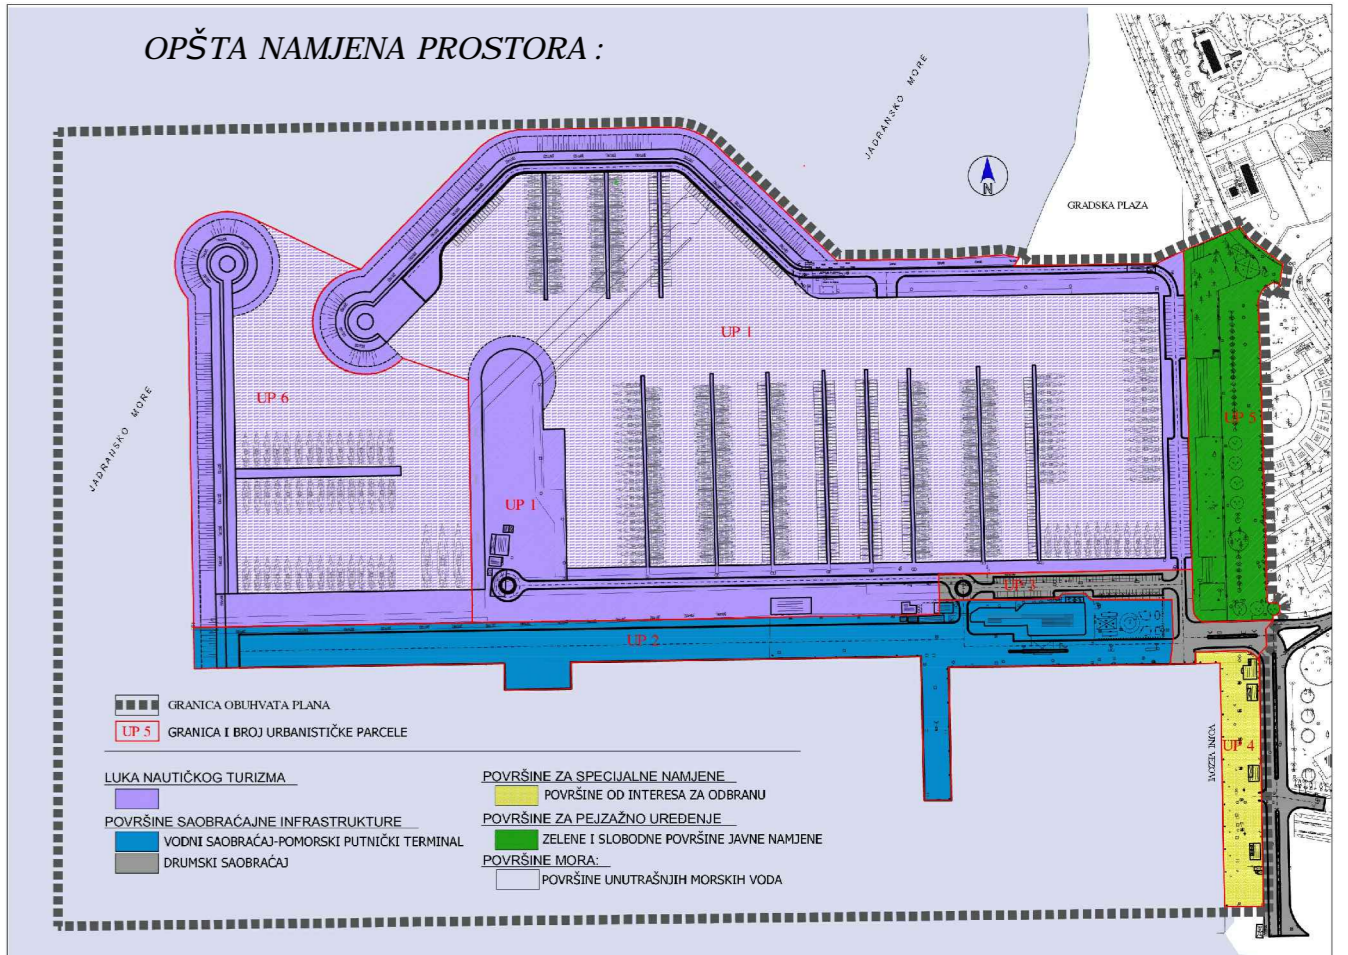 OPŠTA NAMJENA PROSTORA :
JADRANSKO MORE
N
GRADSKA PLAZA
UP 1
UP 6
JADRANSKO MORE
UP 5
UP 1
UP 3
UP 2
UP 4
VOJNI VEZOVI
GRANICA OBUHVATA PLANA
UP 5 GRANICA I BROJ URBANISTIČKE PARCELE
LUKA NAUTIČKOG TURIZMA
POVRŠINE SAOBRAĆAJNE INFRASTRUKTURE
VODNI SAOBRAĆAJ-POMORSKI PUTNIČKI TERMINAL
DRUMSKI SAOBRAĆAJ
POVRŠINE ZA SPECIJALNE NAMJENE
POVRŠINE OD INTERESA ZA ODBRANU
POVRŠINE ZA PEJZAŽNO UREĐENJE
ZELENE I SLOBODNE POVRŠINE JAVNE NAMJENE
POVRŠINE MORA:
POVRŠINE UNUTRAŠNJIH MORSKIH VODA